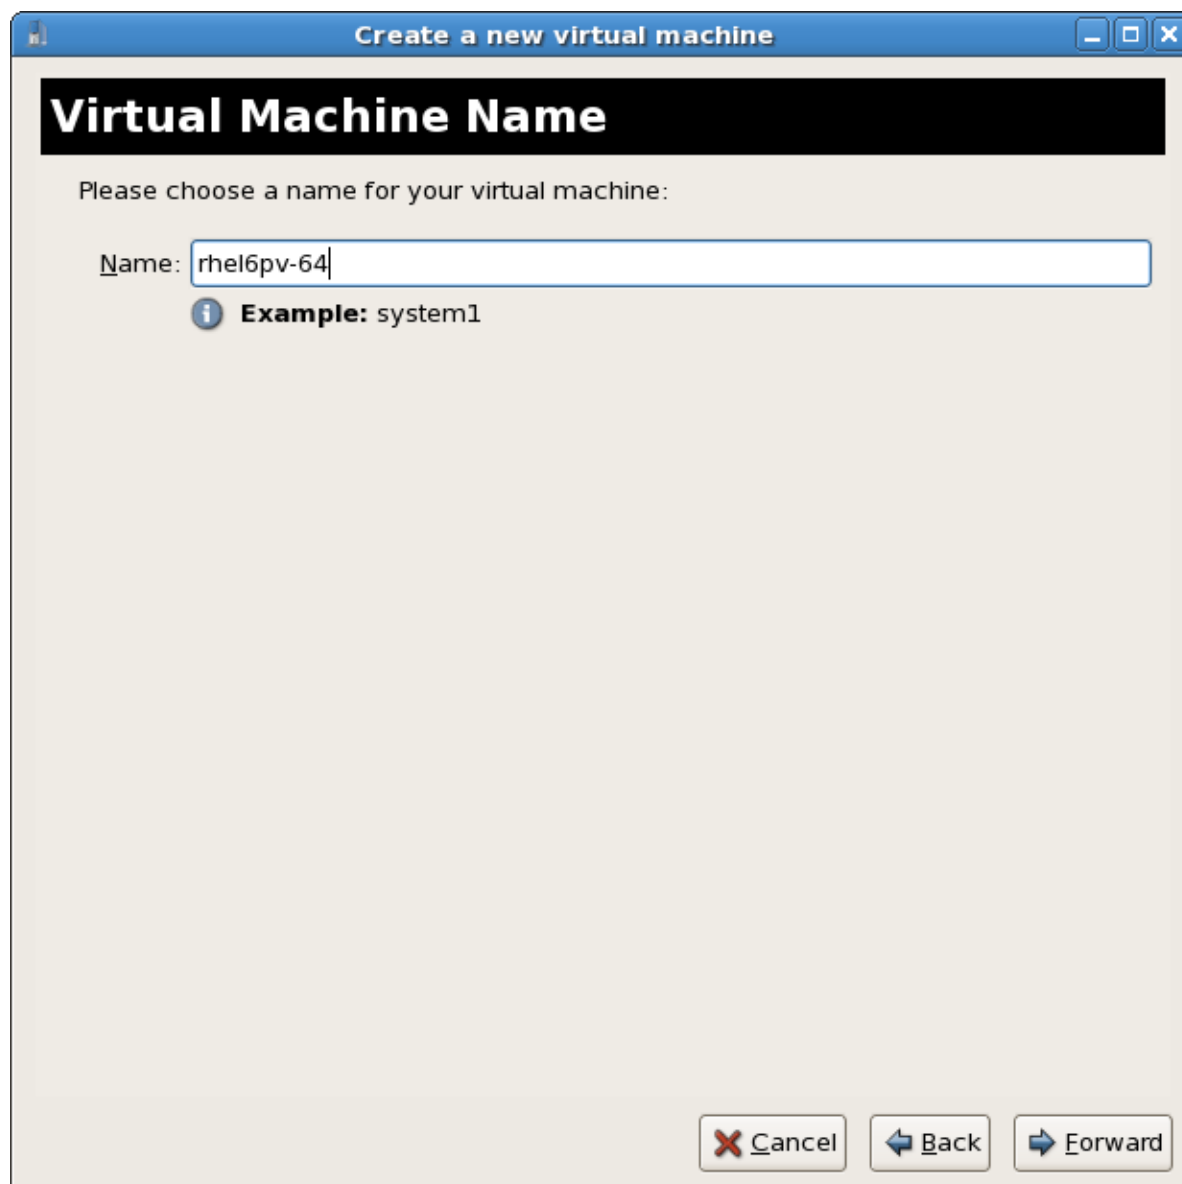 Create a new virtual machine
Virtual Machine Name
Please choose a name for your virtual machine:
Name: rhel6pv-64
Example: system1
Cancel Back Forward